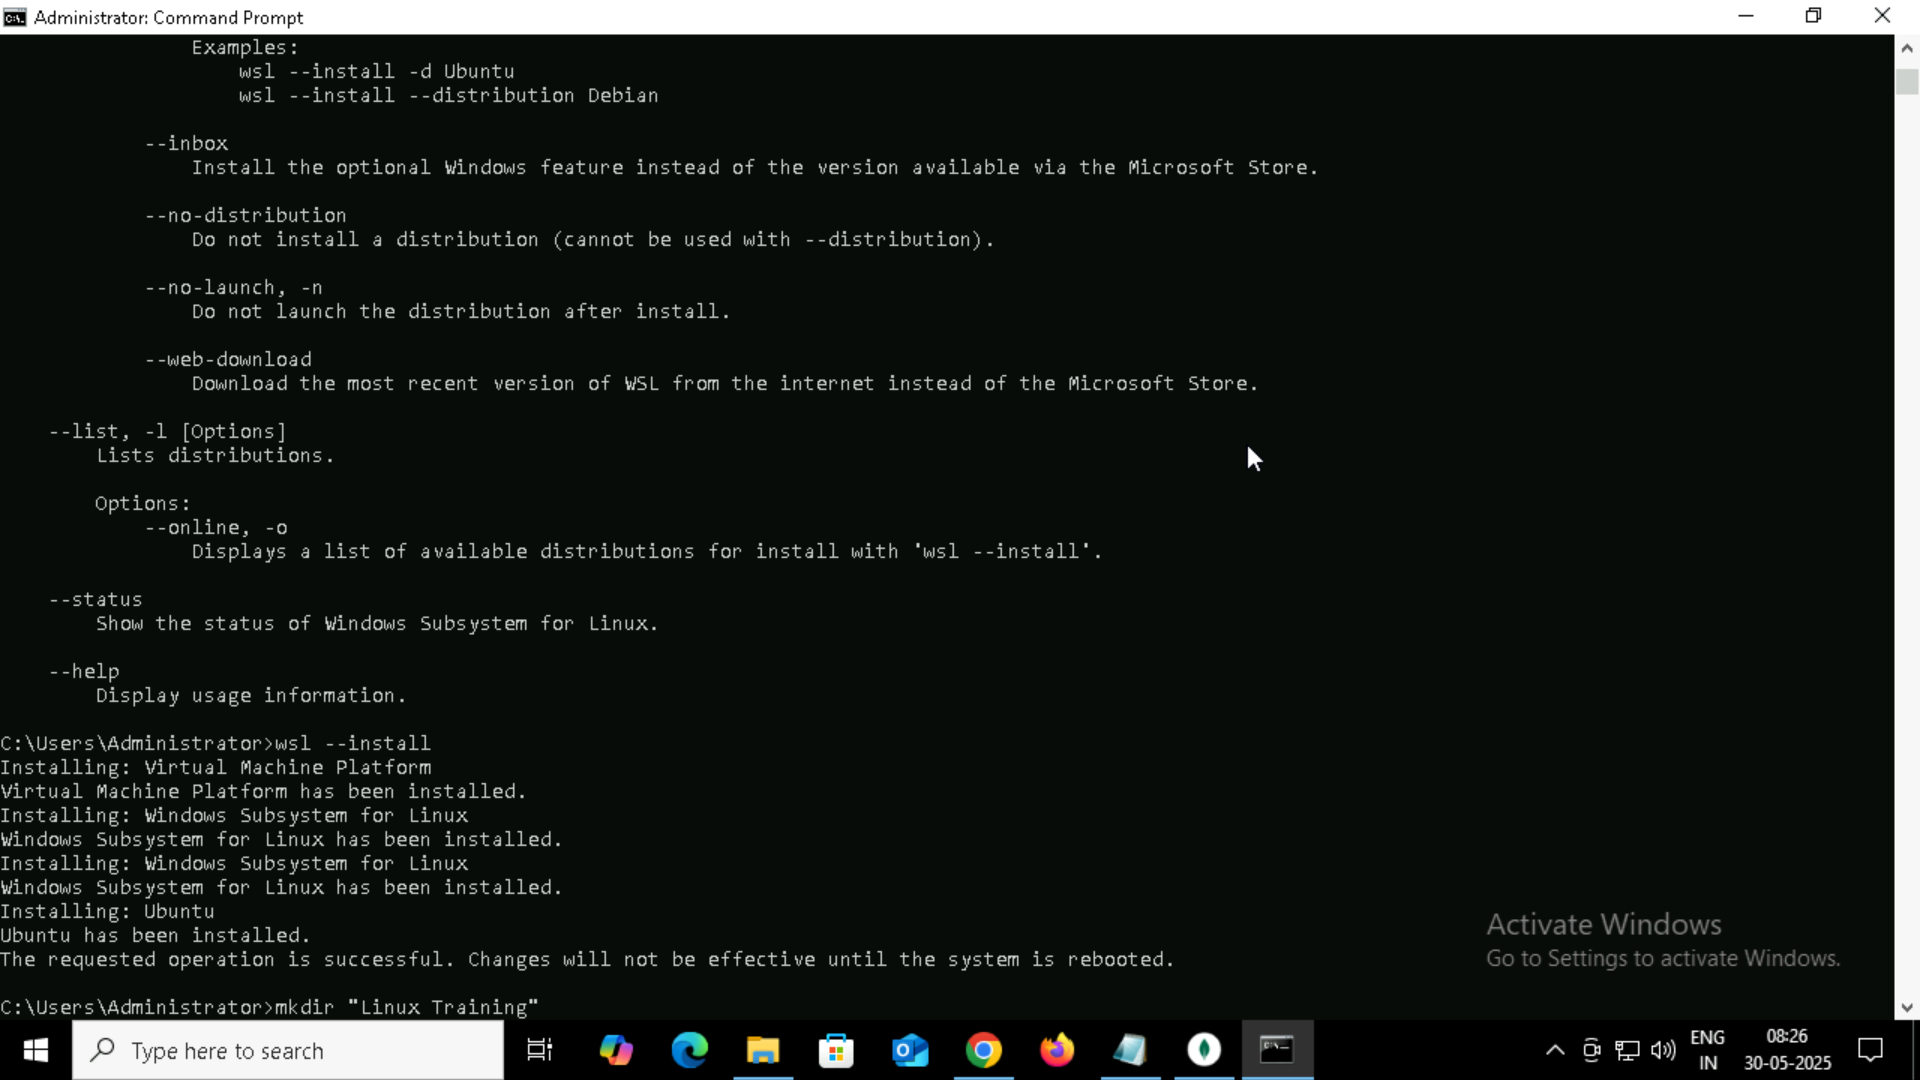 Administrator: Command Prompt
Examples:
wsl --install -d Ubuntu
wsl --install --distribution Debian
--inbox
Install the optional Windows feature instead of the version available via the Microsoft Store.
--no-distribution
Do not install a distribution (cannot be used with --distribution).
--no-launch, -n
Do not launch the distribution after install.
--web-download
Download the most recent version of WSL from the internet instead of the Microsoft Store.
--list, -l [Options]
Lists distributions.
Options:
--online, -o
Displays a list of available distributions for install with 'wsl --install'.
--status
Show the status of Windows Subsystem for Linux.
--help
Display usage information.
C:\Users\Administrator>wsl --install
Installing: Virtual Machine Platform
Virtual Machine Platform has been installed.
Installing: Windows Subsystem for Linux
Windows Subsystem for Linux has been installed.
Installing: Windows Subsystem for Linux
Windows Subsystem for Linux has been installed.
Installing: Ubuntu
Ubuntu has been installed.
The requested operation is successful. Changes will not be effective until the system is rebooted.
C:\Users\Administrator>mkdir "Linux Training"
Activate Windows
Go to Settings to activate Windows.
Type here to search
ENG
IN
08:26
30-05-2025